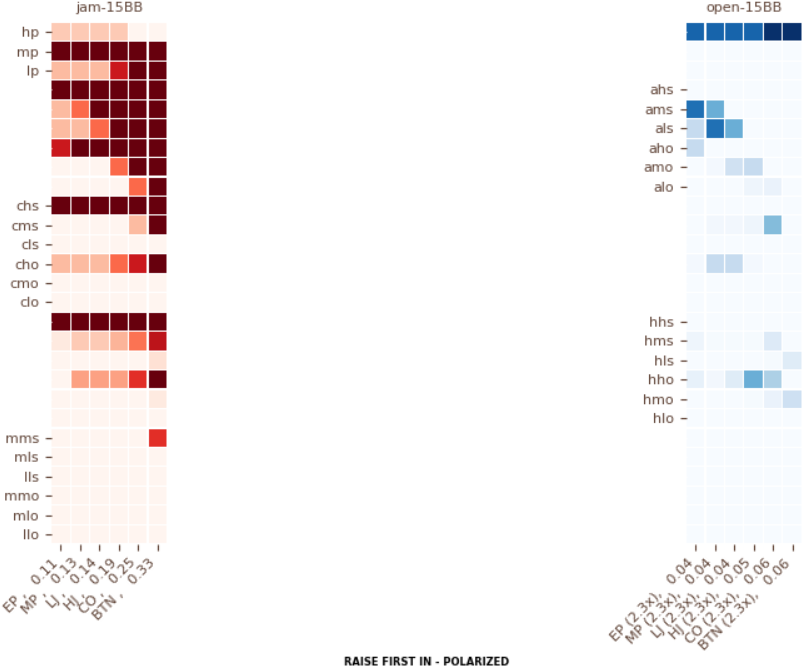 jam-15BB
open-15BB
hp
mp
lp
ahs
ams
als
aho
amo
alo
chs
cms
cls
cho
cmo
clo
hhs
hms
hls
hho
hmo
hlo
mms
mls
lls
mmo
mlo
llo
EP , 0.11
MP , 0.13
LJ , 0.14
HJ , 0.19
CO , 0.25
BTN , 0.33
EP (2.3x), 0.04
MP (2.3x), 0.04
LJ (2.3x), 0.04
HJ (2.3x), 0.05
CO (2.3x), 0.06
BTN (2.3x), 0.06
RAISE FIRST IN - POLARIZED